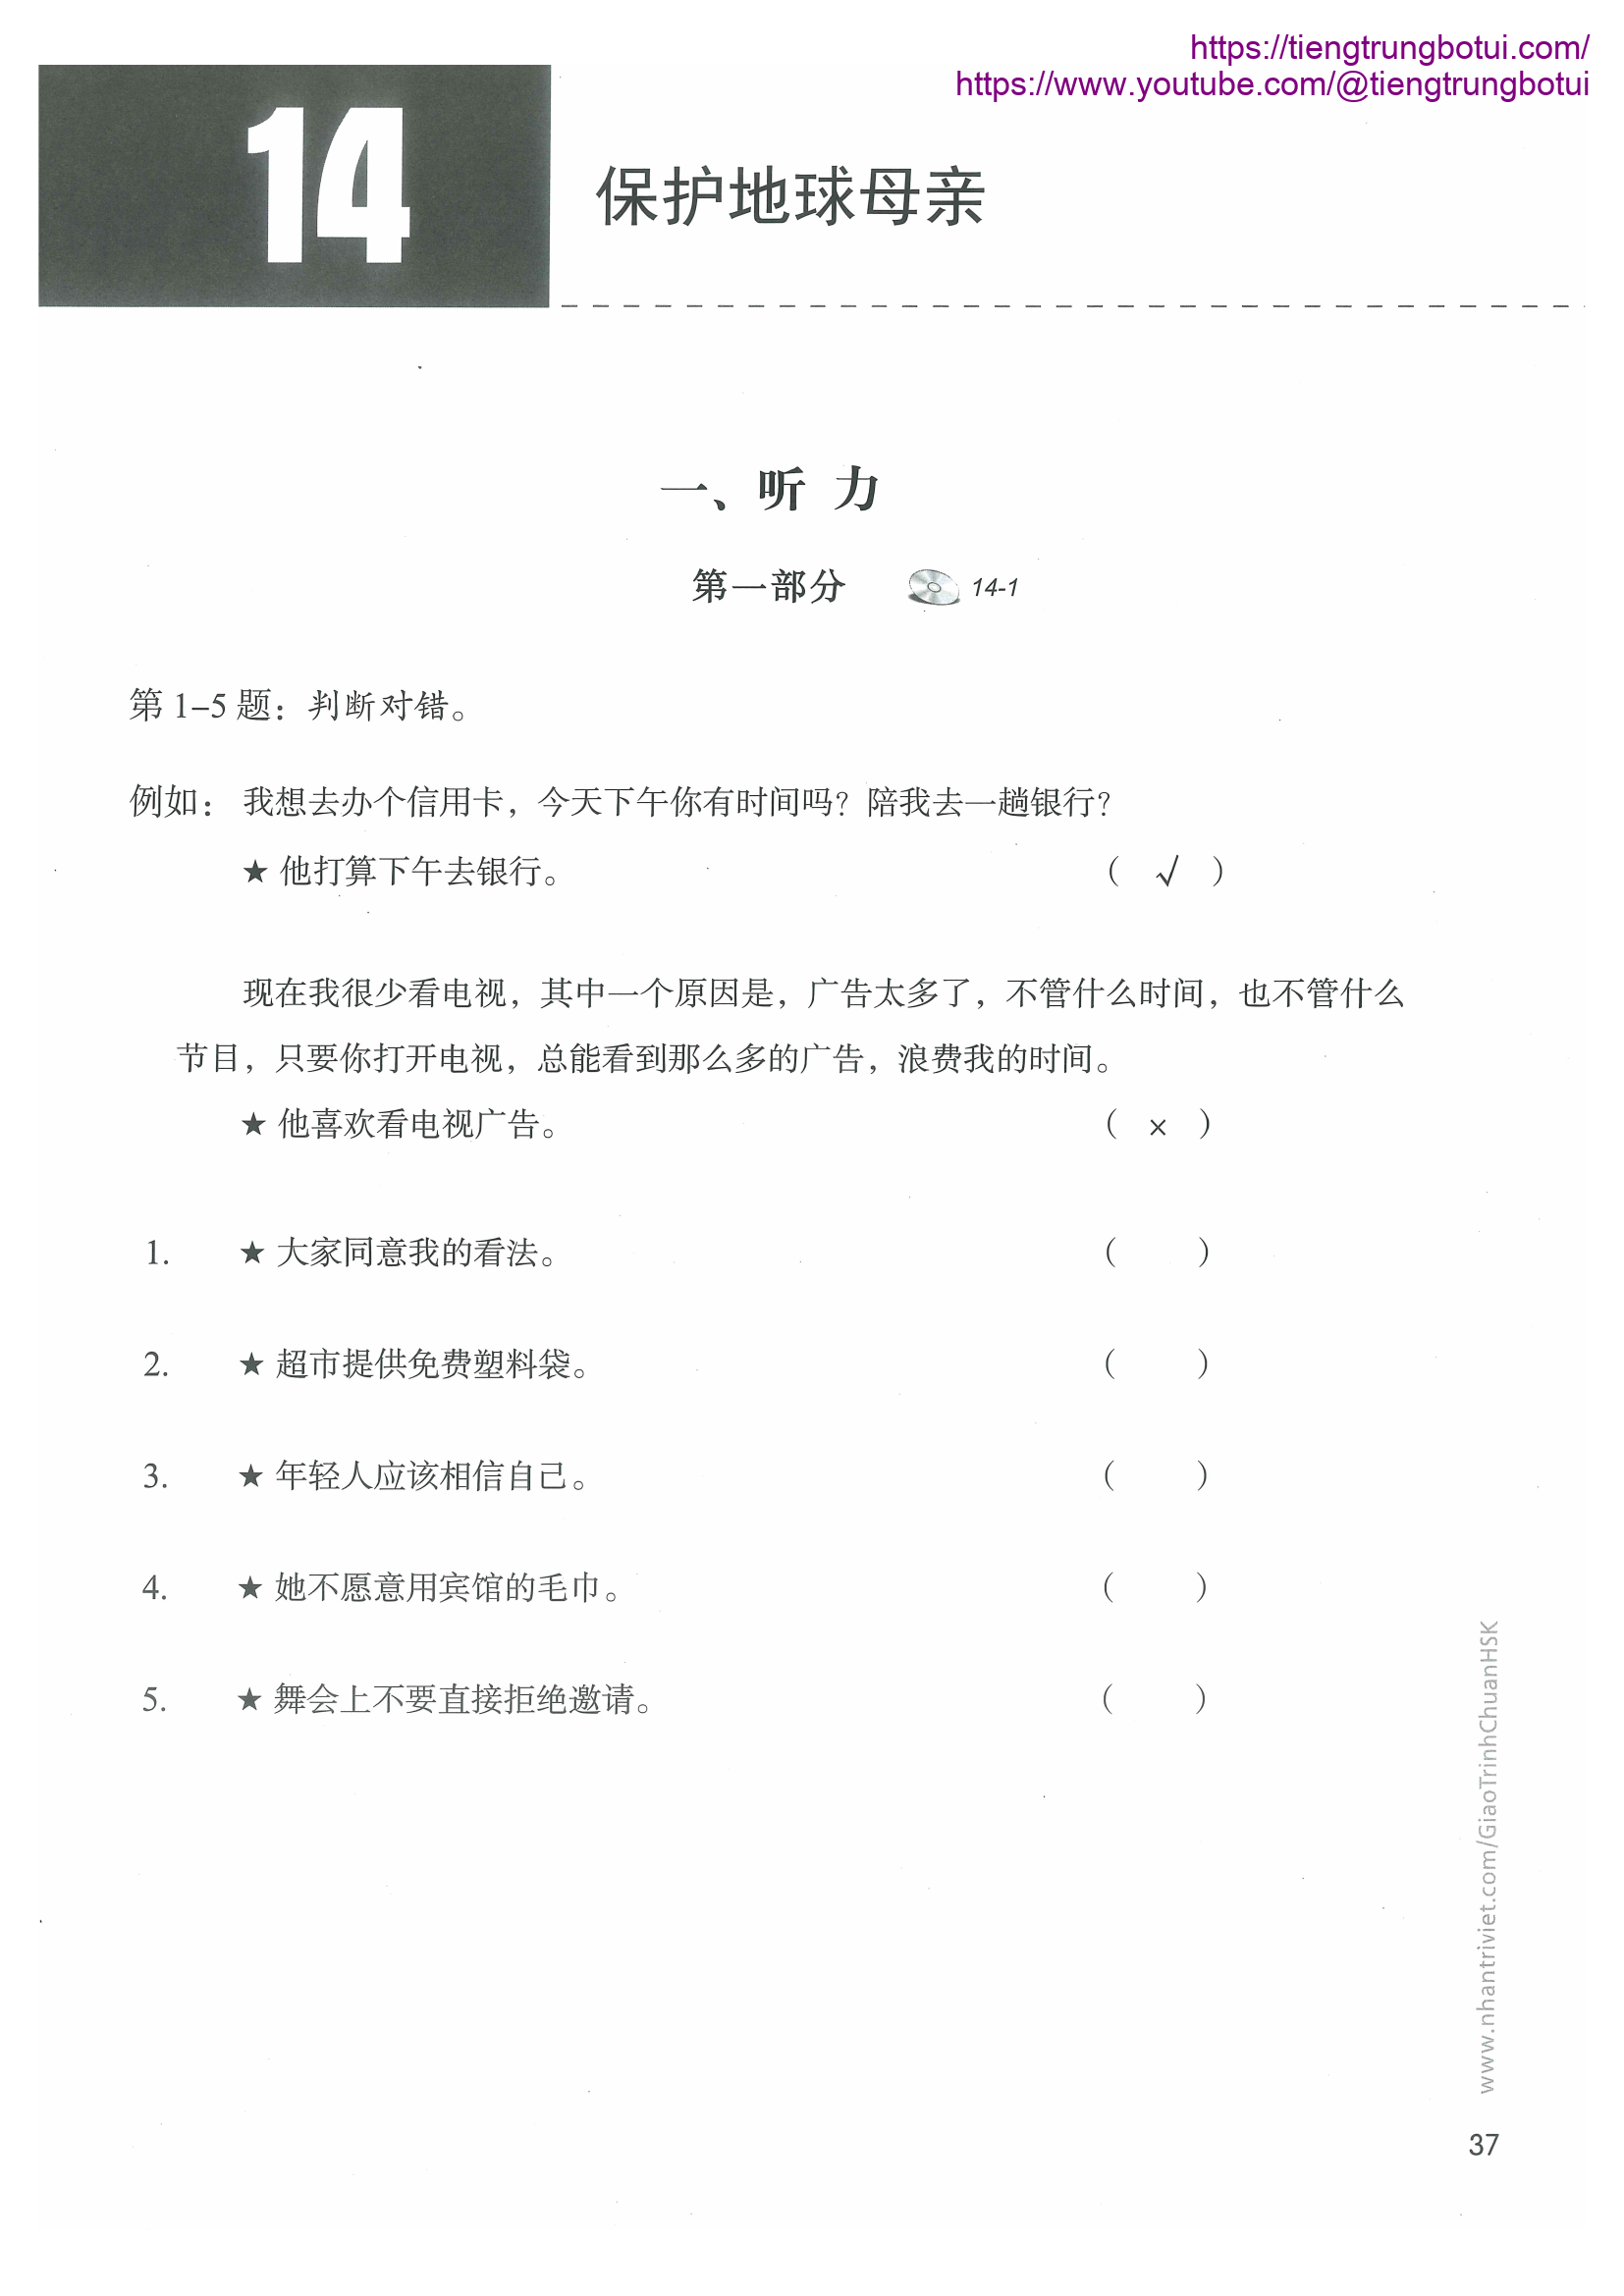 https://tiengtrungbotui.com/
https://www.youtube.com/@tiengtrungbotui
14
保护地球母亲
一、听 力
第一部分 14-1
第 1–5 题：判断对错。
例如： 我想去办个信用卡，今天下午你有时间吗？陪我去一趟银行？
★ 他打算下午去银行。 （ √ ）
现在我很少看电视，其中一个原因是，广告太多了，不管什么时间，也不管什么
节目，只要你打开电视，总能看到那么多的广告，浪费我的时间。
★ 他喜欢看电视广告。 （ × ）
1. ★ 大家同意我的看法。 （ ）
2. ★ 超市提供免费塑料袋。 （ ）
3. ★ 年轻人应该相信自己。 （ ）
4. ★ 她不愿意用宾馆的毛巾。 （ ）
5. ★ 舞会上不要直接拒绝邀请。 （ ）
www.nhantriviet.com/GiaoTrinhChuanHSK
37